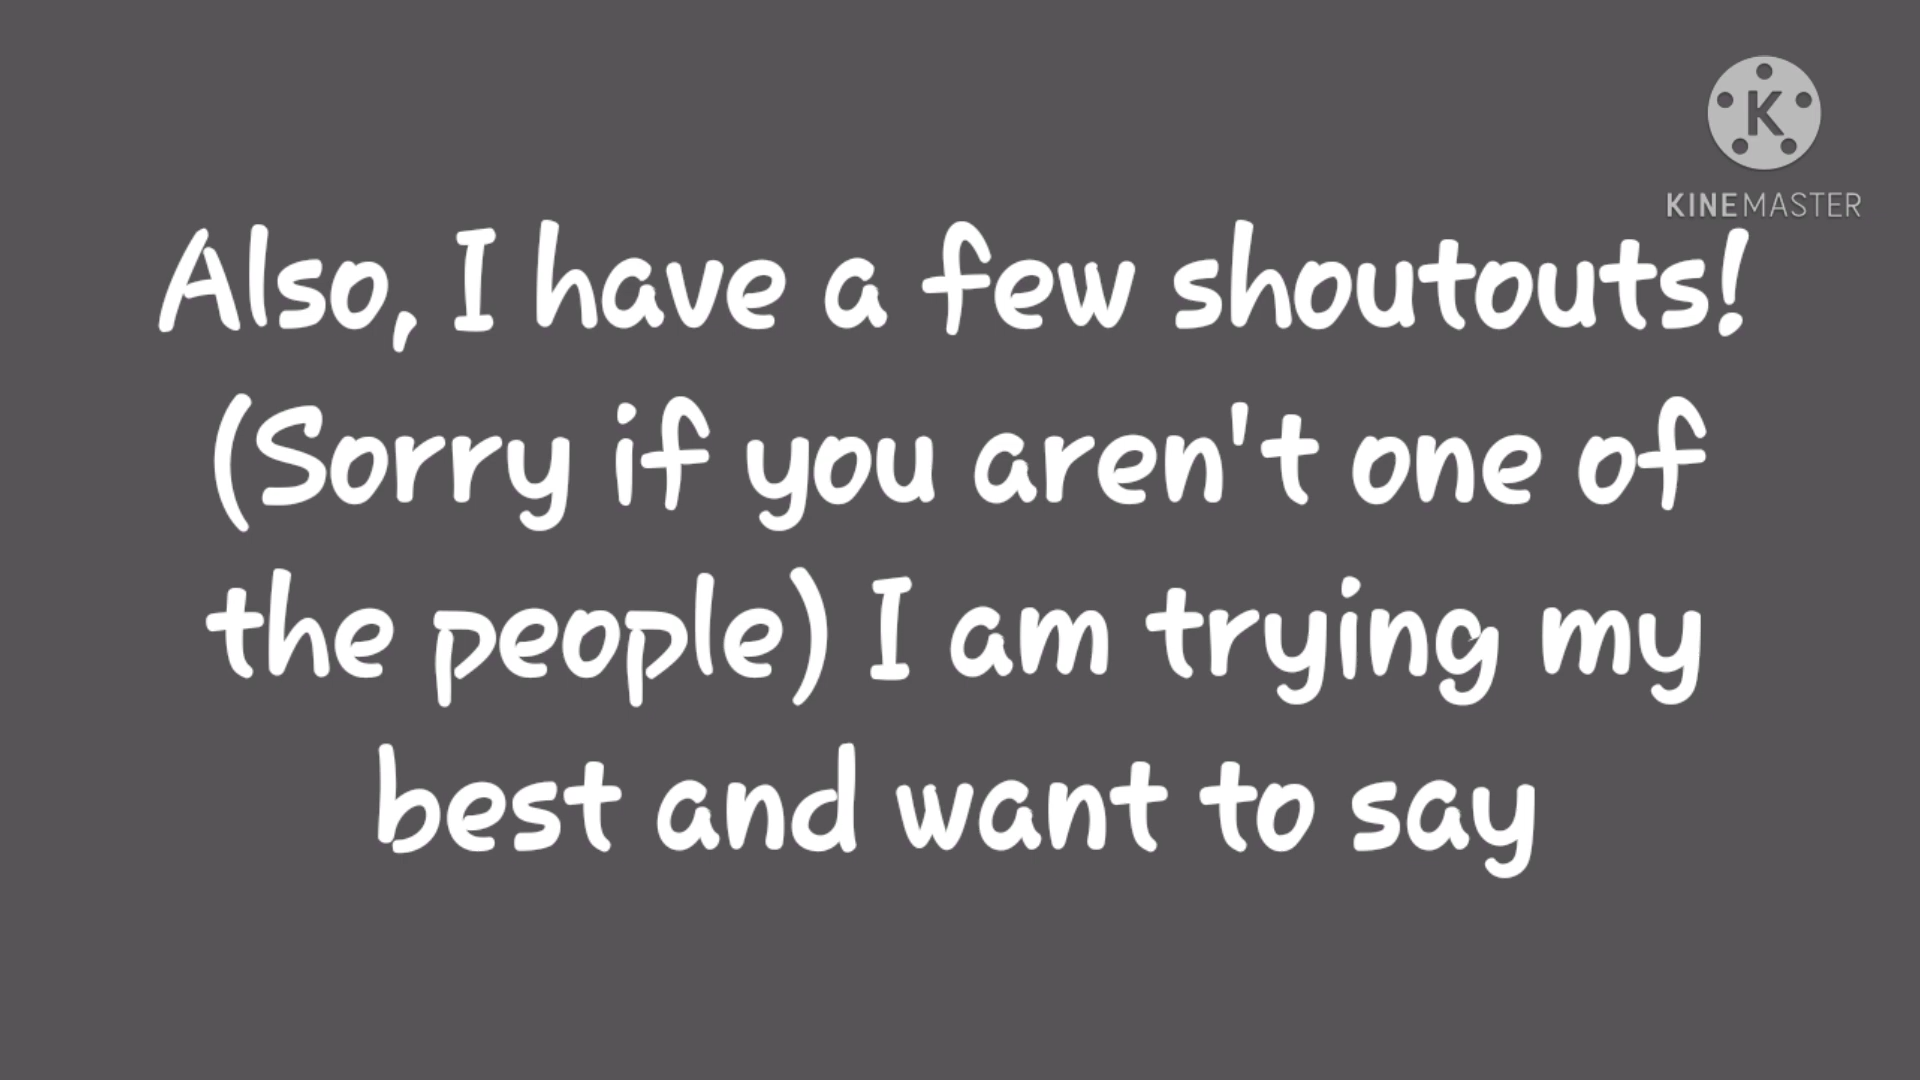 K
KINEMASTER
Also, I have a few shoutouts!
(Sorry if you aren't one of
the people) I am trying my
best and want to say